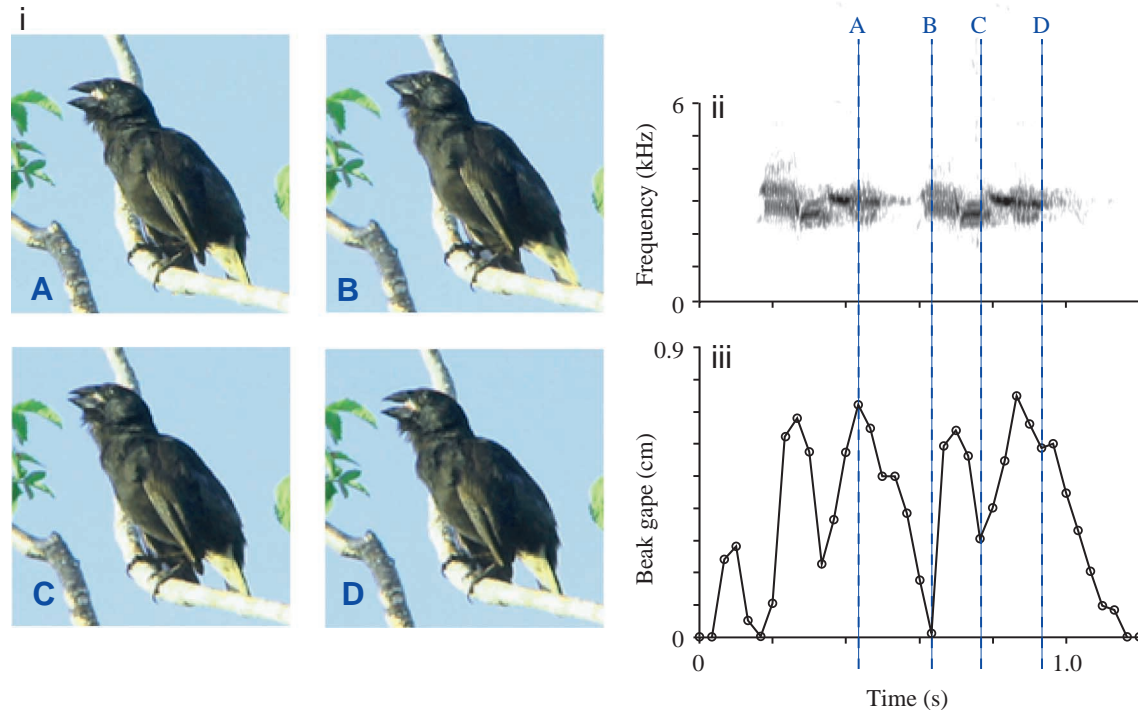 i
A
B
C
D
A B C D
ii
6
Frequency (kHz)
0
iii
0.9
Beak gape (cm)
0
0 1.0
Time (s)